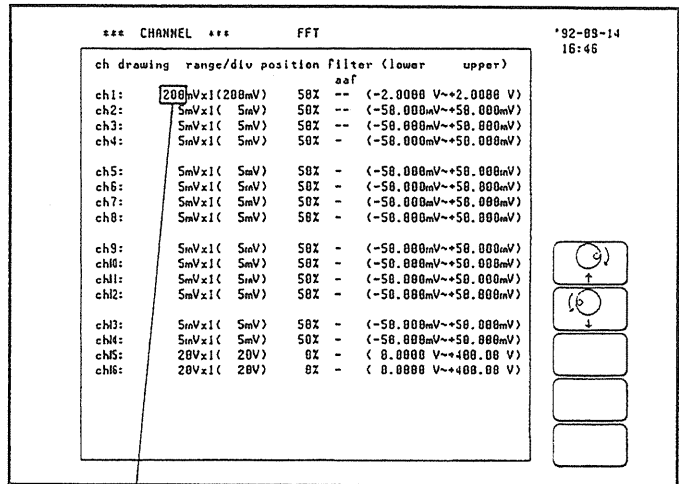 *** CHANNEL *** FFT '92-09-14
16:46
ch drawing range/div position filter (lower upper)
aaf
ch1: 200mVx1(200mV) 50% -- (-2.0000 V~+2.0000 V)
ch2: 5mVx1( 5mV) 50% -- (-50.000mV~+50.000mV)
ch3: 5mVx1( 5mV) 50% -- (-50.000mV~+50.000mV)
ch4: 5mVx1( 5mV) 50% - (-50.000mV~+50.000mV)
ch5: 5mVx1( 5mV) 50% - (-50.000mV~+50.000mV)
ch6: 5mVx1( 5mV) 50% - (-50.000mV~+50.000mV)
ch7: 5mVx1( 5mV) 50% - (-50.000mV~+50.000mV)
ch8: 5mVx1( 5mV) 50% - (-50.000mV~+50.000mV)
ch9: 5mVx1( 5mV) 50% - (-50.000mV~+50.000mV)
ch10: 5mVx1( 5mV) 50% - (-50.000mV~+50.000mV)
ch11: 5mVx1( 5mV) 50% - (-50.000mV~+50.000mV)
ch12: 5mVx1( 5mV) 50% - (-50.000mV~+50.000mV)
ch13: 5mVx1( 5mV) 50% - (-50.000mV~+50.000mV)
ch14: 5mVx1( 5mV) 50% - (-50.000mV~+50.000mV)
ch15: 20Vx1( 20V) 0% - ( 0.0000 V~+400.00 V)
ch16: 20Vx1( 20V) 0% - ( 0.0000 V~+400.00 V)
↑
↓